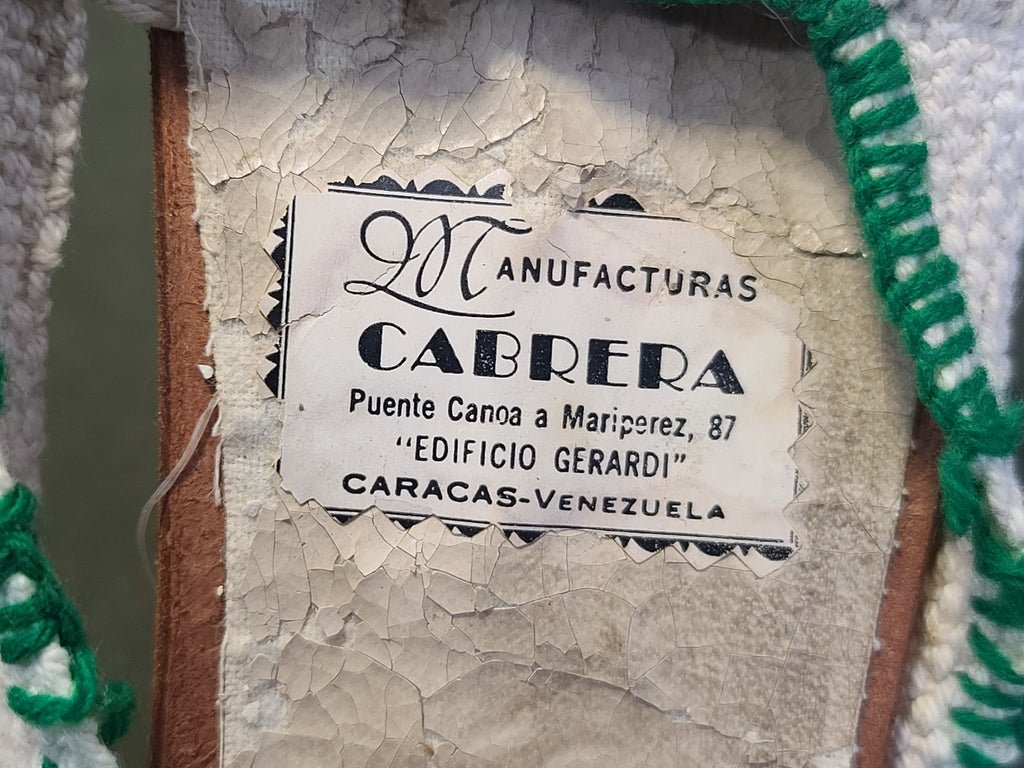 MANUFACTURAS
CABRERA
Puente Canoa a Mariperez, 87
"EDIFICIO GERARDI"
CARACAS-VENEZUELA